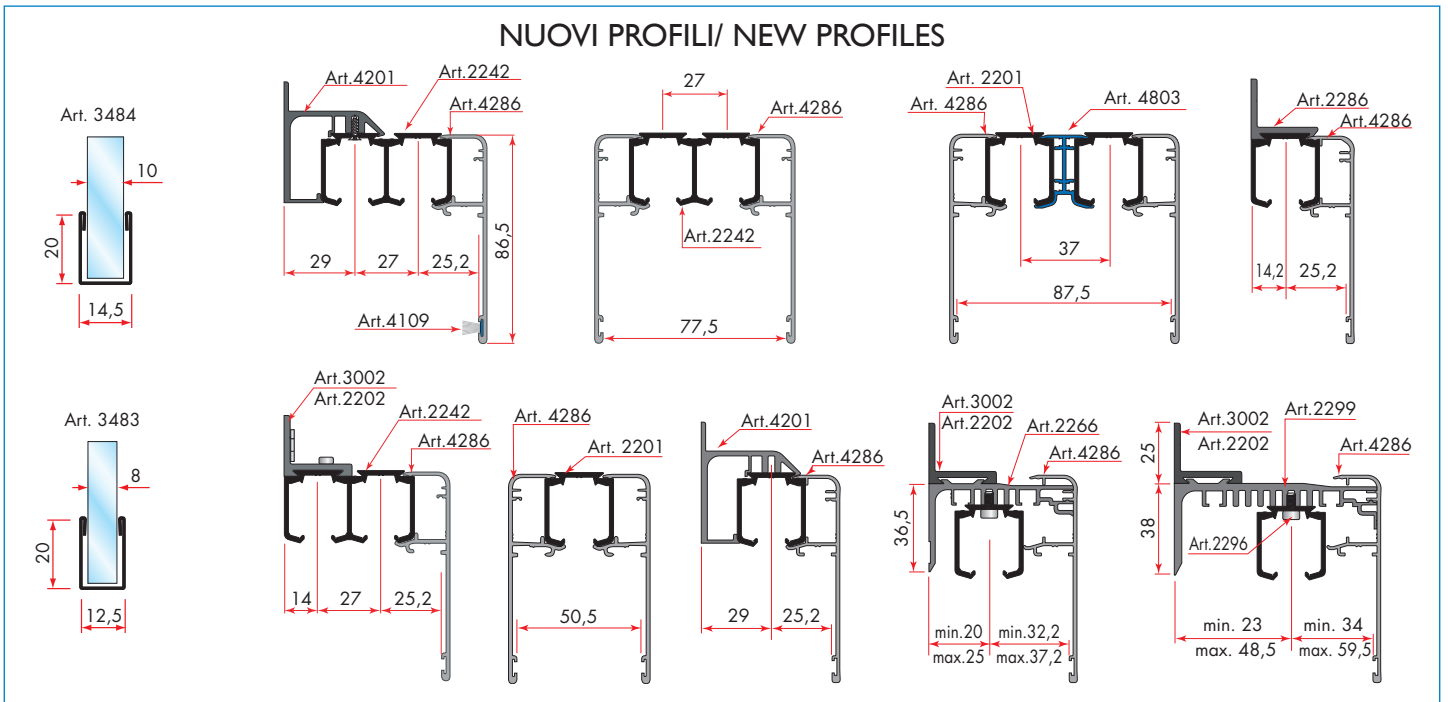 NUOVI PROFILI/ NEW PROFILES
Art. 3484
10
20
14,5
Art.4201
Art.2242
Art.4286
29
27
25,2
86,5
Art.4109
27
Art.4286
Art.2242
77,5
Art. 2201
Art. 4286
Art. 4803
37
87,5
Art.2286
Art.4286
14,2
25,2
Art. 3483
8
20
12,5
Art.3002
Art.2202
Art.2242
Art.4286
14
27
25,2
Art. 4286
Art. 2201
50,5
Art.4201
Art.4286
29
25,2
Art.3002
Art.2202
Art.2266
Art.4286
36,5
min.20
max.25
min.32,2
max.37,2
Art.3002
Art.2202
Art.2299
Art.4286
25
38
Art.2296
min. 23
max. 48,5
min. 34
max. 59,5